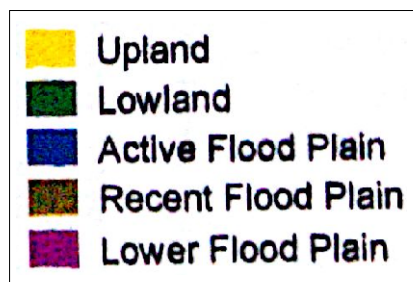 Upland
Lowland
Active Flood Plain
Recent Flood Plain
Lower Flood Plain